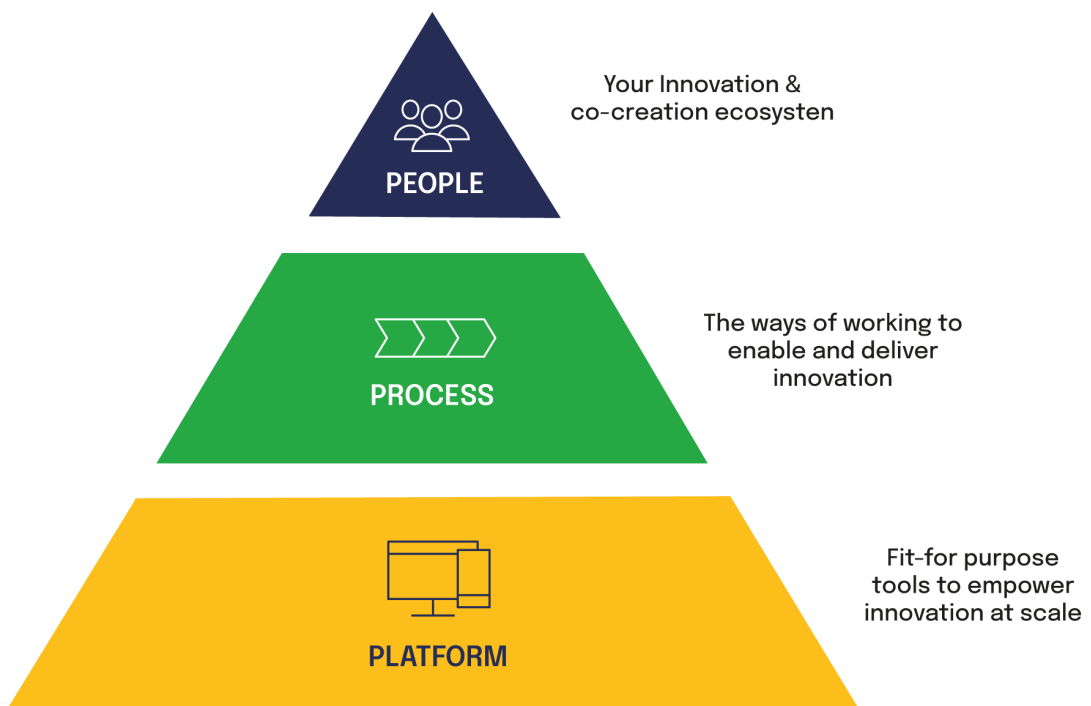 Your Innovation &
co-creation ecosysten
PEOPLE
The ways of working to
enable and deliver
innovation
PROCESS
Fit-for purpose
tools to empower
innovation at scale
PLATFORM